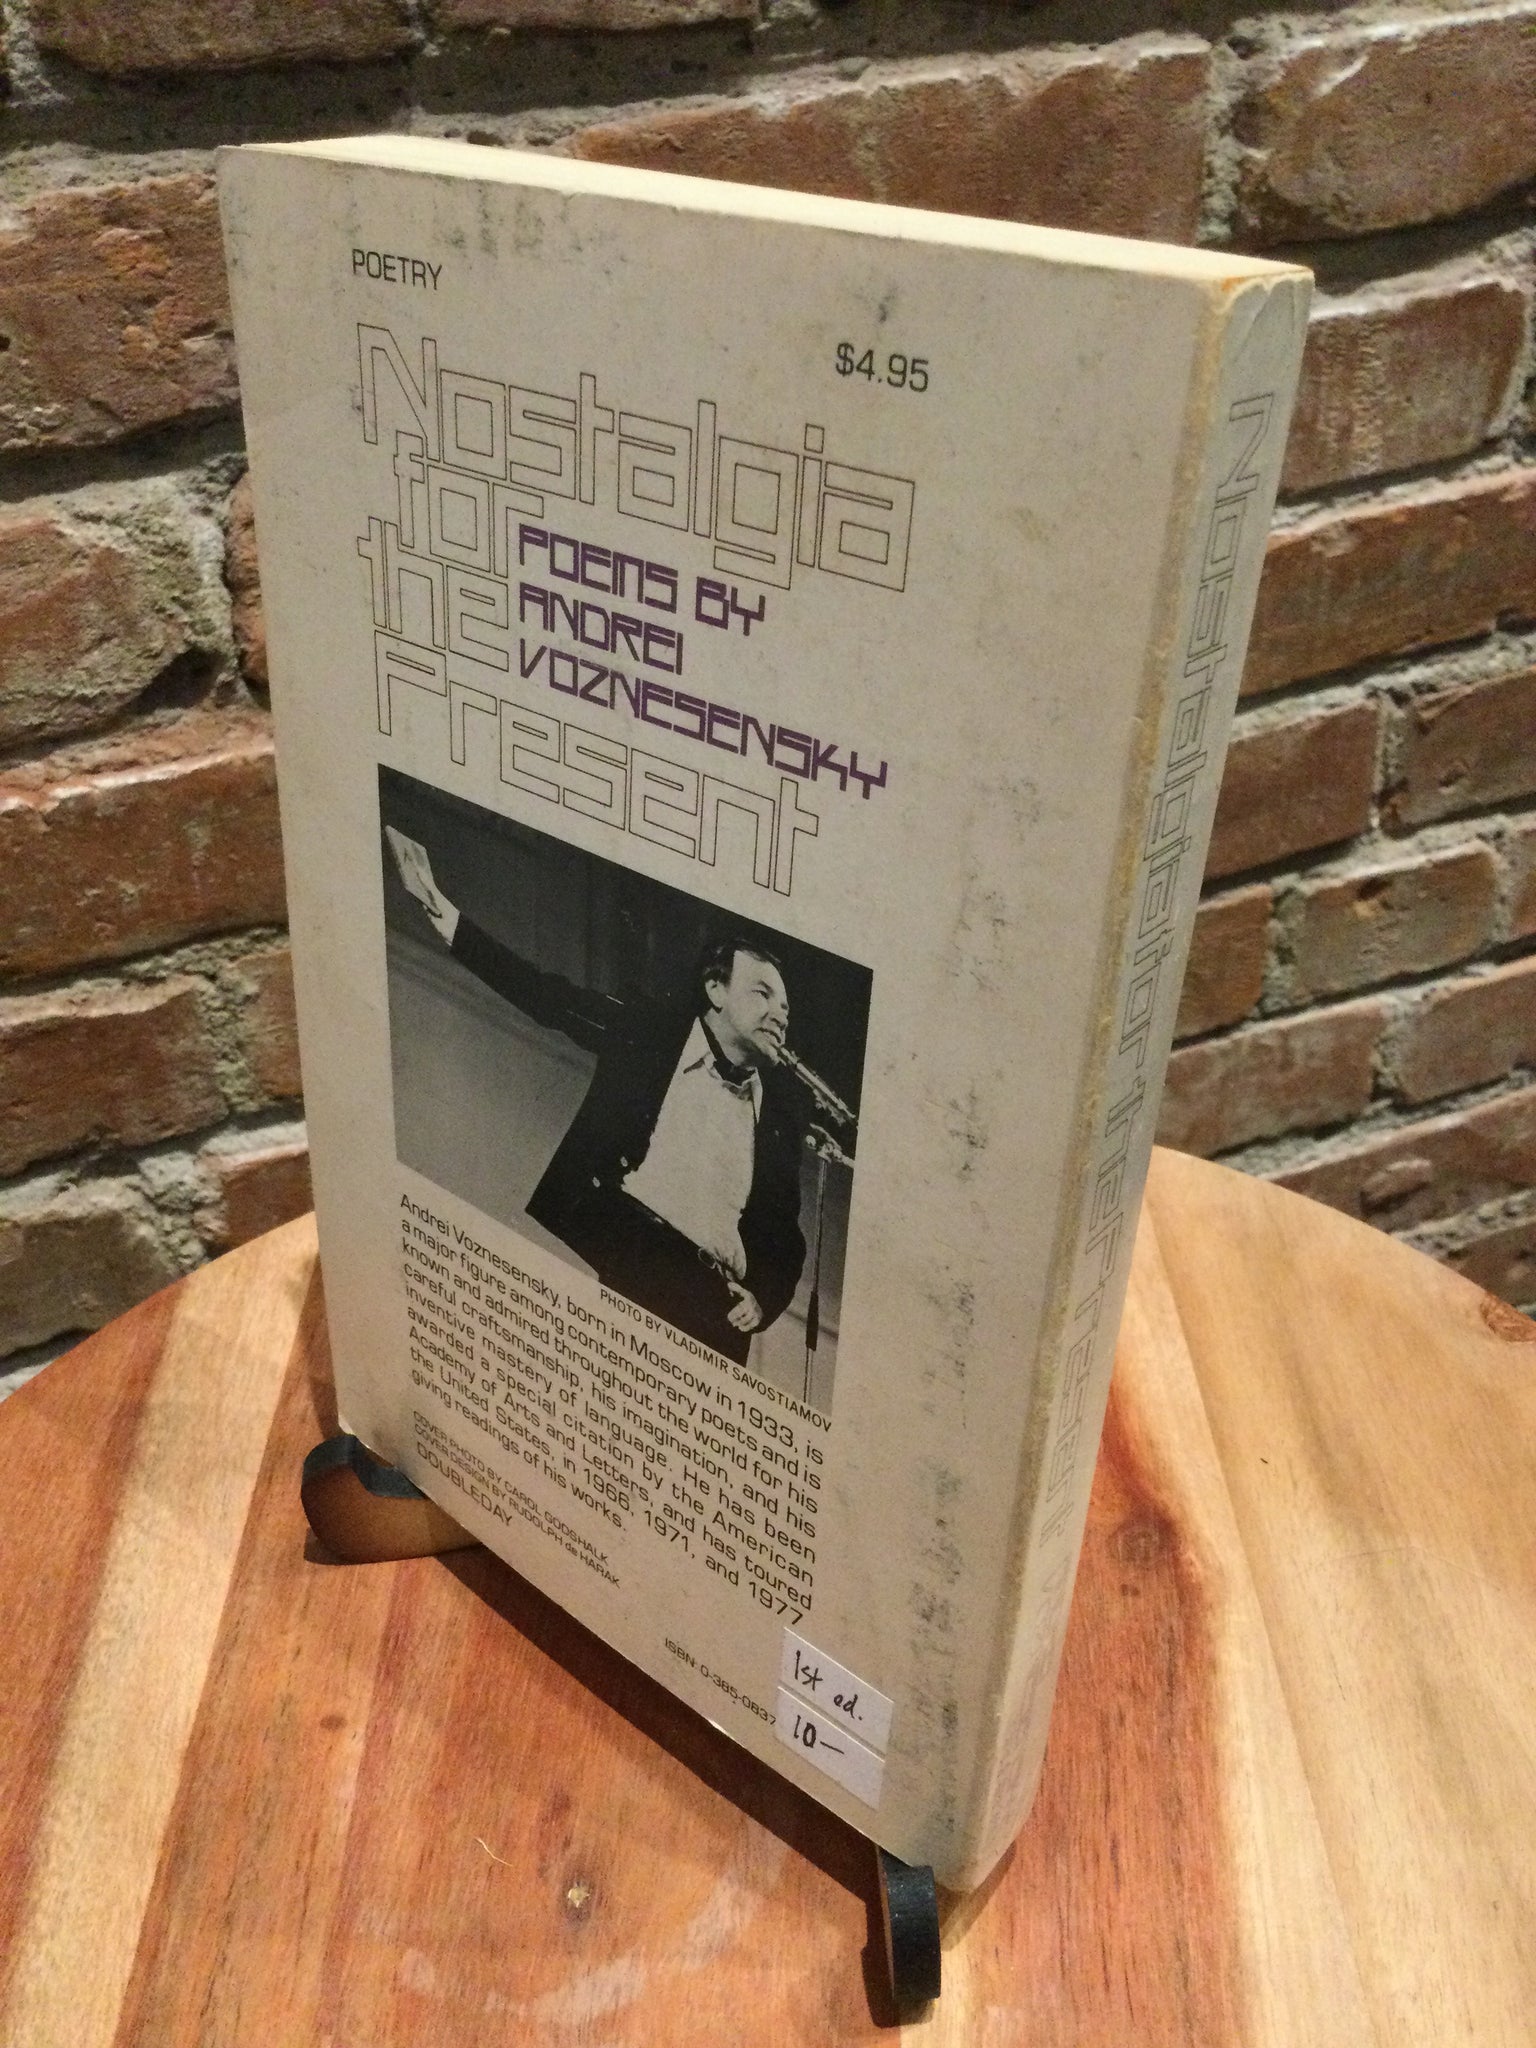 POETRY
$4.95
Nostalgia
for
the
Present
POEMS BY
ANDREI
VOZNESENSKY
PHOTO BY VLADIMIR SAVOSTIAMOV
Andrei Voznesensky, born in Moscow in 1933, is
a major figure among contemporary poets and is
known and admired throughout the world for his
careful craftsmanship, his imagination, and his
inventive mastery of language. He has been
awarded a special citation by the American
Academy of Arts and Letters, and has toured
the United States, in 1966, 1971, and 1977
giving readings of his works.
COVER PHOTO BY CAROL GODSHALK
COVER DESIGN BY RUDOLPH de HARAK
DOUBLEDAY
ISBN: 0-385-0837
1st ed.
10—
Nostalgia for the Present